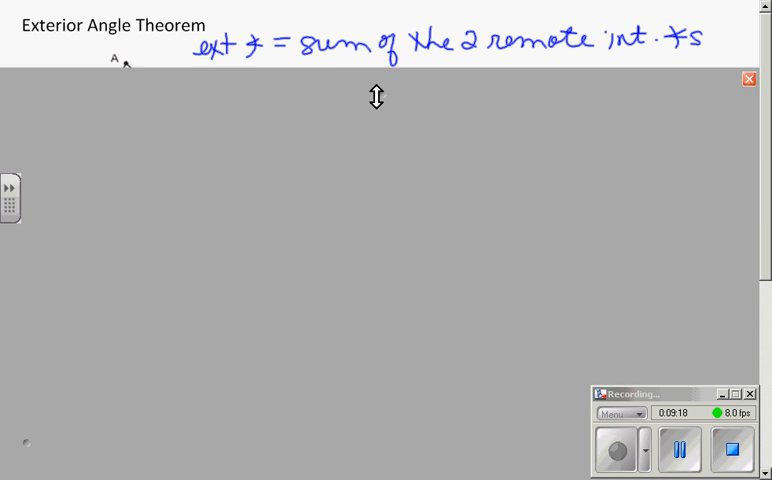 Exterior Angle Theorem
ext ∡ = sum of the 2 remote int. ∡s
A
Recording...
Menu 0:09:18 8.0 fps